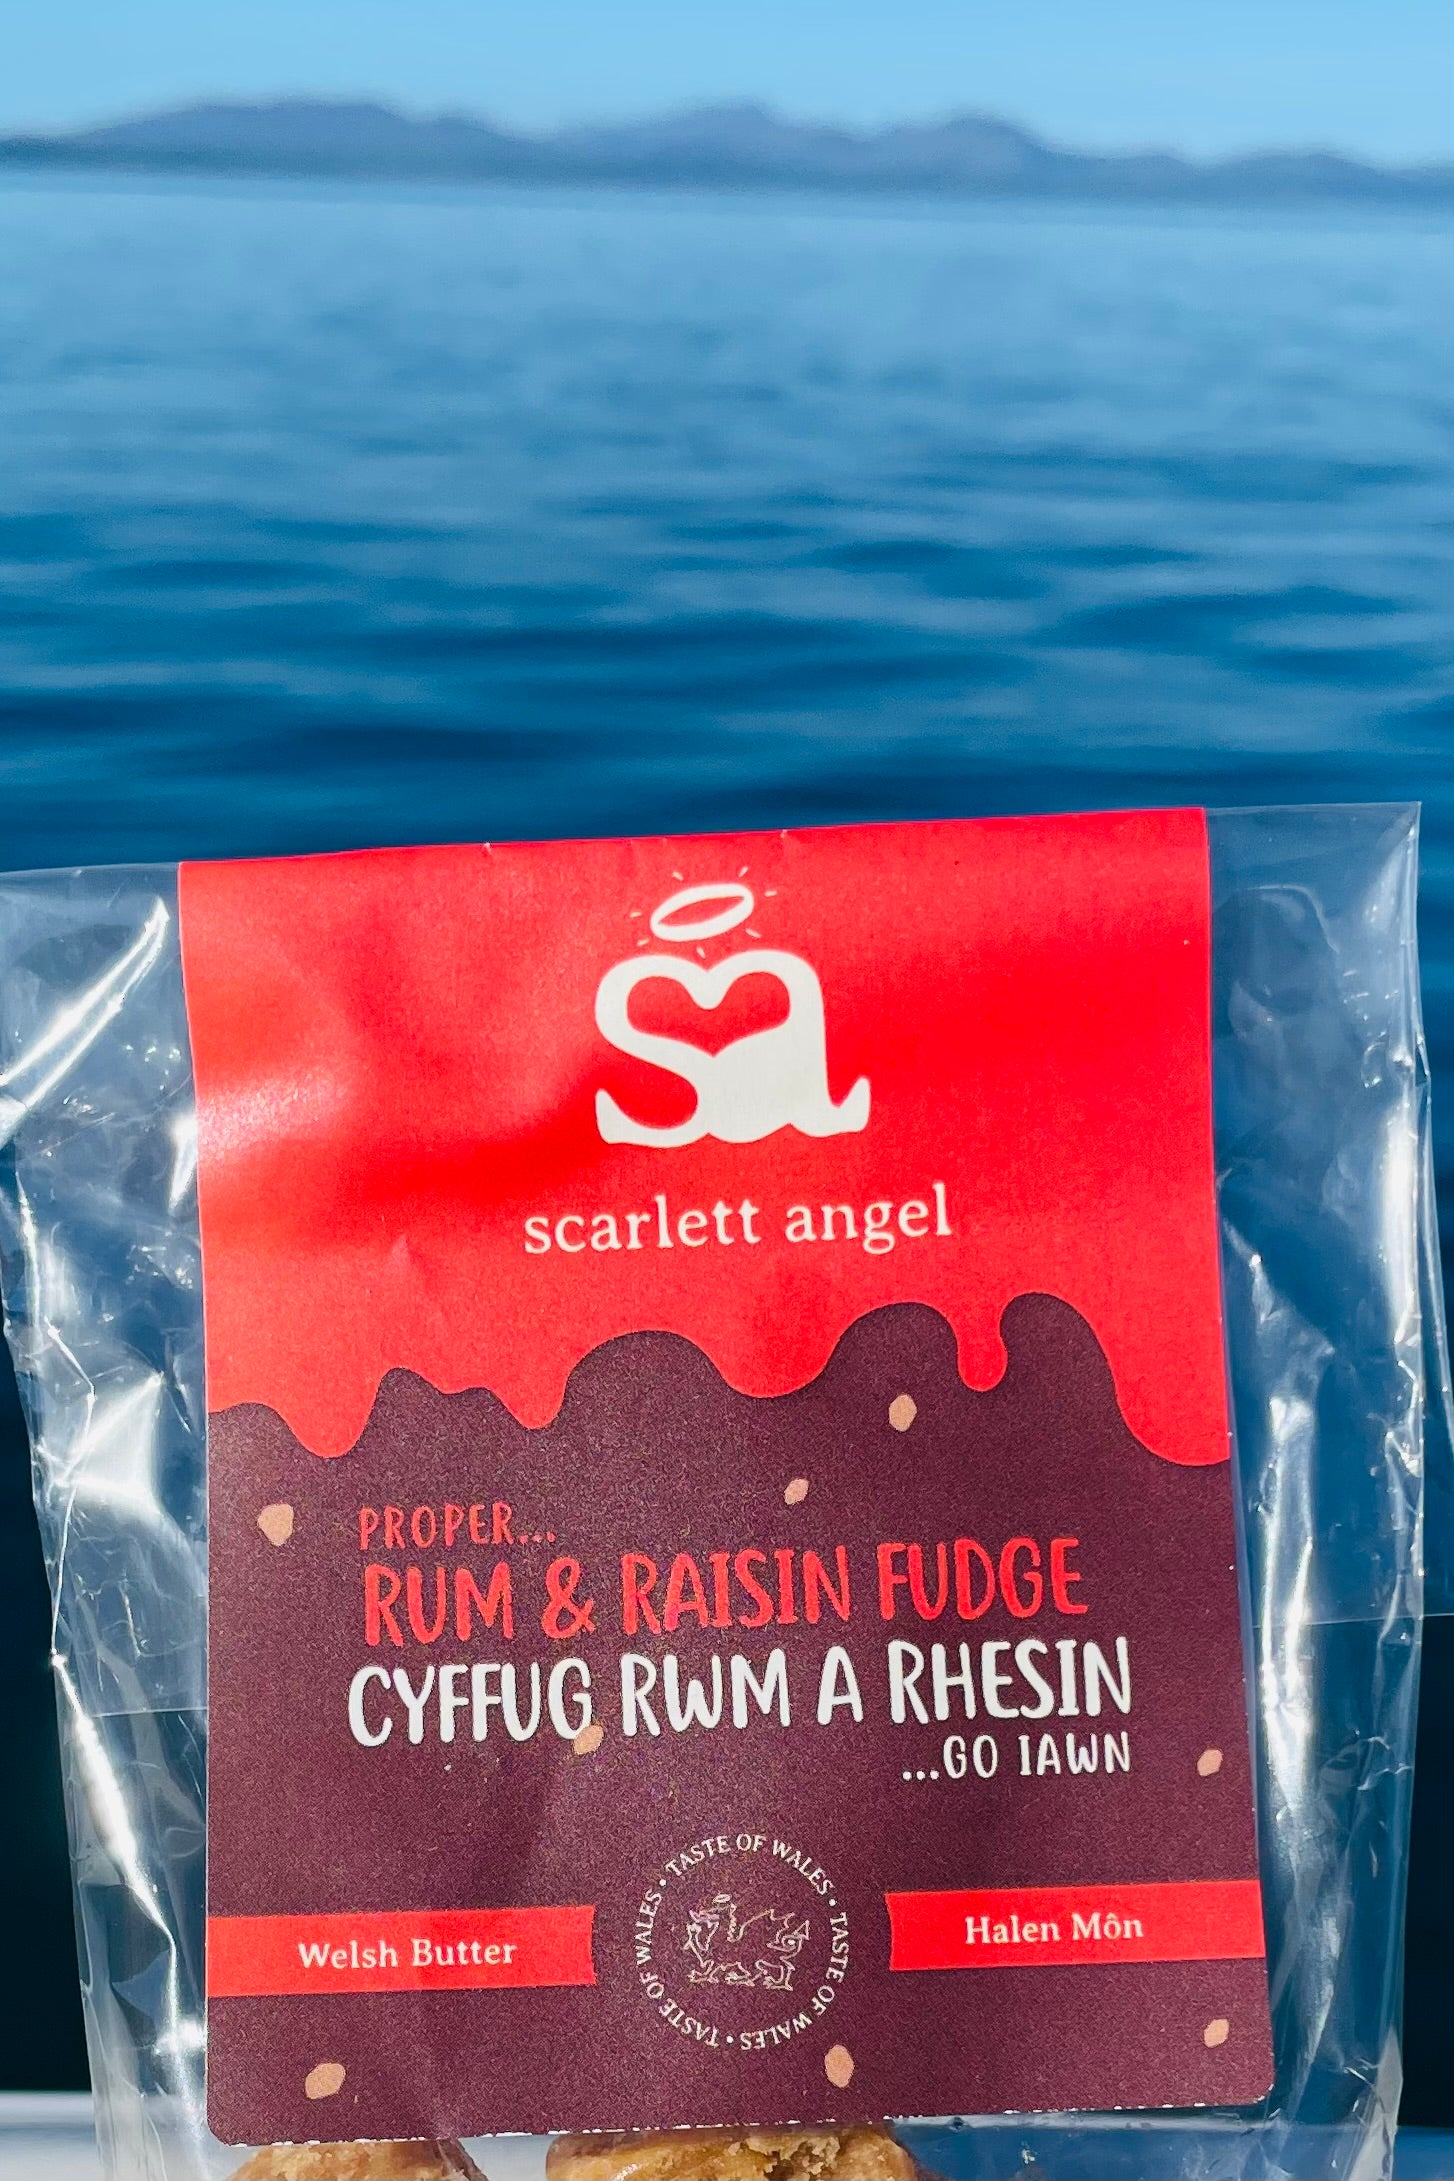 sa
scarlett angel
PROPER...
RUM & RAISIN FUDGE
CYFFUG RWM A RHESIN
...GO IAWN
Welsh Butter
TASTE OF WALES • TASTE OF WALES • TASTE OF WALES •
Halen Môn